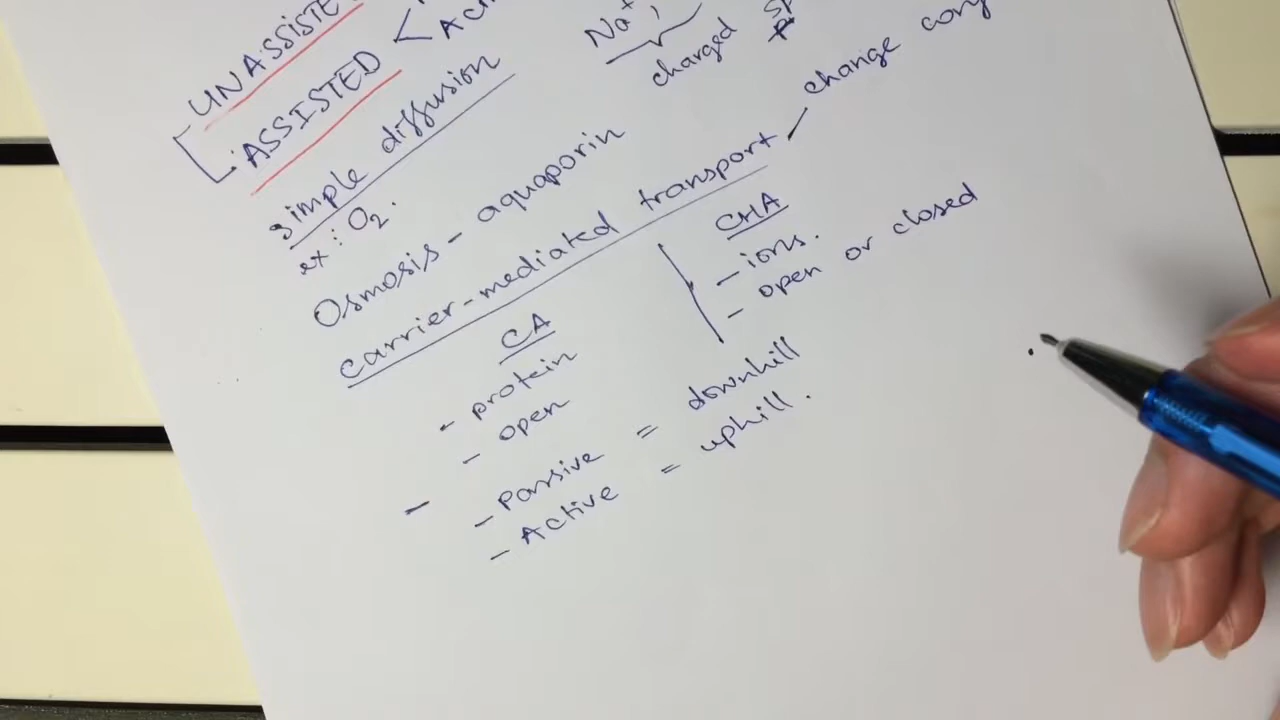 UNASSISTE
ASSISTED <
simple diffusion
ex: O₂.
Na⁺,
charged
Osmosis - aquaporin
carrier-mediated transport / change conf
CA
- protein
- open
CHA
- ions.
- open or closed
- Passive = downhill
- Active = uphill.